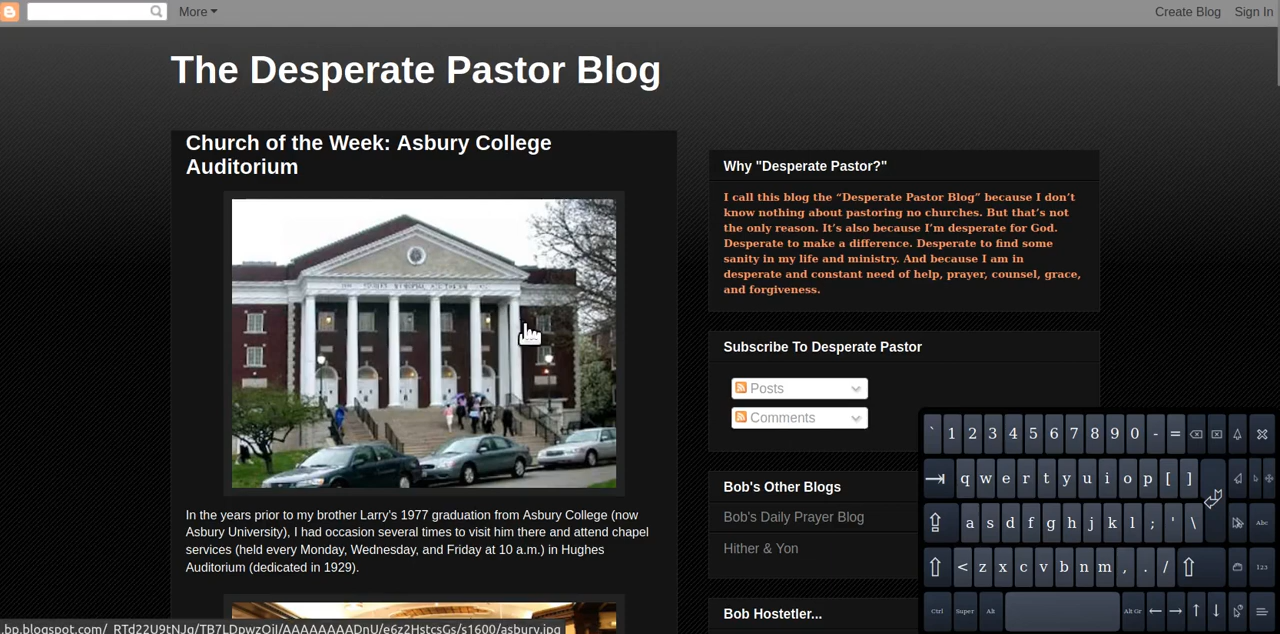 More
Create Blog
Sign In
The Desperate Pastor Blog
Church of the Week: Asbury College
Auditorium
In the years prior to my brother Larry's 1977 graduation from Asbury College (now
Asbury University), I had occasion several times to visit him there and attend chapel
services (held every Monday, Wednesday, and Friday at 10 a.m.) in Hughes
Auditorium (dedicated in 1929).
Why "Desperate Pastor?"
I call this blog the “Desperate Pastor Blog” because I don’t
know nothing about pastoring no churches. But that’s not
the only reason. It’s also because I’m desperate for God.
Desperate to make a difference. Desperate to find some
sanity in my life and ministry. And because I am in
desperate and constant need of help, prayer, counsel, grace,
and forgiveness.
Subscribe To Desperate Pastor
Posts
Comments
Bob's Other Blogs
Bob's Daily Prayer Blog
Hither & Yon
Bob Hostetler...
` 1 2 3 4 5 6 7 8 9 0 - =
q w e r t y u i o p [ ]
a s d f g h j k l ; ' \ Abc
< z x c v b n m , . / 123
Ctrl Super Alt Alt Gr